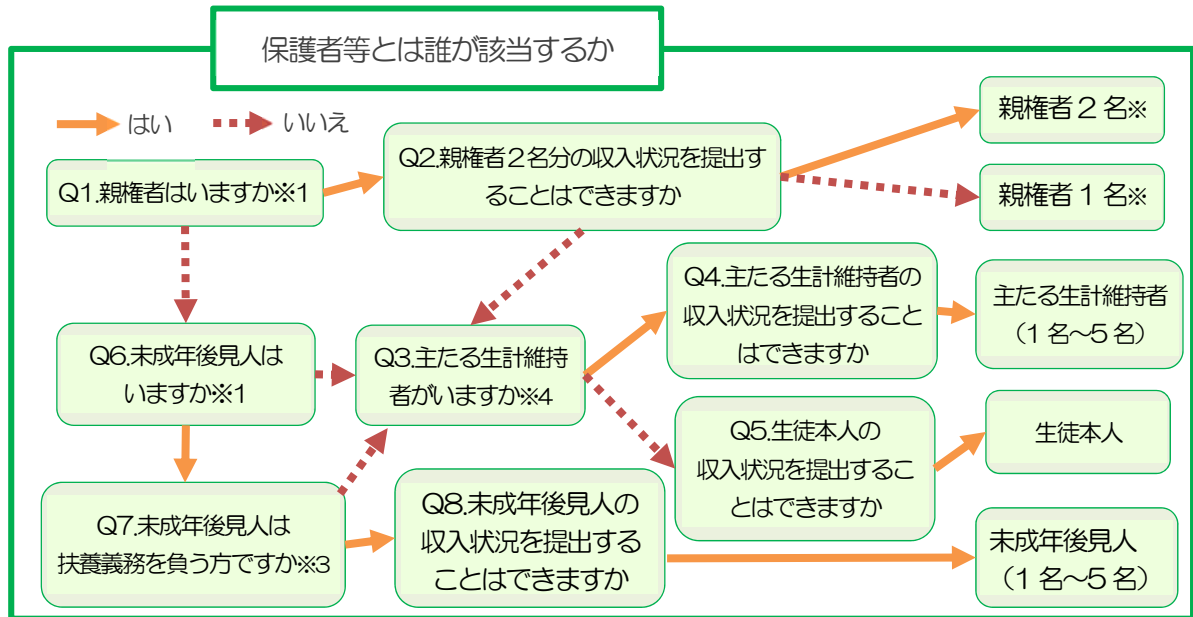 保護者等とは誰が該当するか
はい
いいえ
Q1.親権者はいますか※1
Q2.親権者２名分の収入状況を提出す
ることはできますか
親権者２名※
親権者１名※
Q6.未成年後見人は
いますか※1
Q3.主たる生計維持
者がいますか※4
Q4.主たる生計維持者の
収入状況を提出すること
はできますか
主たる生計維持者
（1名～5名）
Q5.生徒本人の
収入状況を提出するこ
とはできますか
生徒本人
Q7.未成年後見人は
扶養義務を負う方ですか※3
Q8.未成年後見人の
収入状況を提出する
ことはできますか
未成年後見人
（1名～5名）